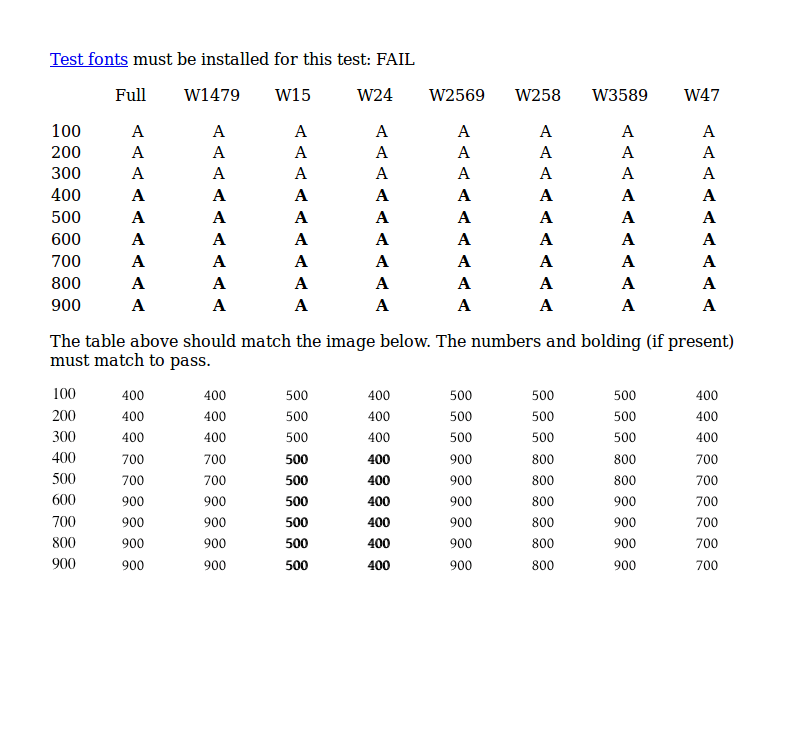 Test fonts must be installed for this test: FAIL
Full W1479 W15 W24 W2569 W258 W3589 W47
100 A A A A A A A A
200 A A A A A A A A
300 A A A A A A A A
400 A A A A A A A A
500 A A A A A A A A
600 A A A A A A A A
700 A A A A A A A A
800 A A A A A A A A
900 A A A A A A A A
The table above should match the image below. The numbers and bolding (if present)
must match to pass.
100 400 400 500 400 500 500 500 400
200 400 400 500 400 500 500 500 400
300 400 400 500 400 500 500 500 400
400 700 700 500 400 900 800 800 700
500 700 700 500 400 900 800 800 700
600 900 900 500 400 900 800 900 700
700 900 900 500 400 900 800 900 700
800 900 900 500 400 900 800 900 700
900 900 900 500 400 900 800 900 700